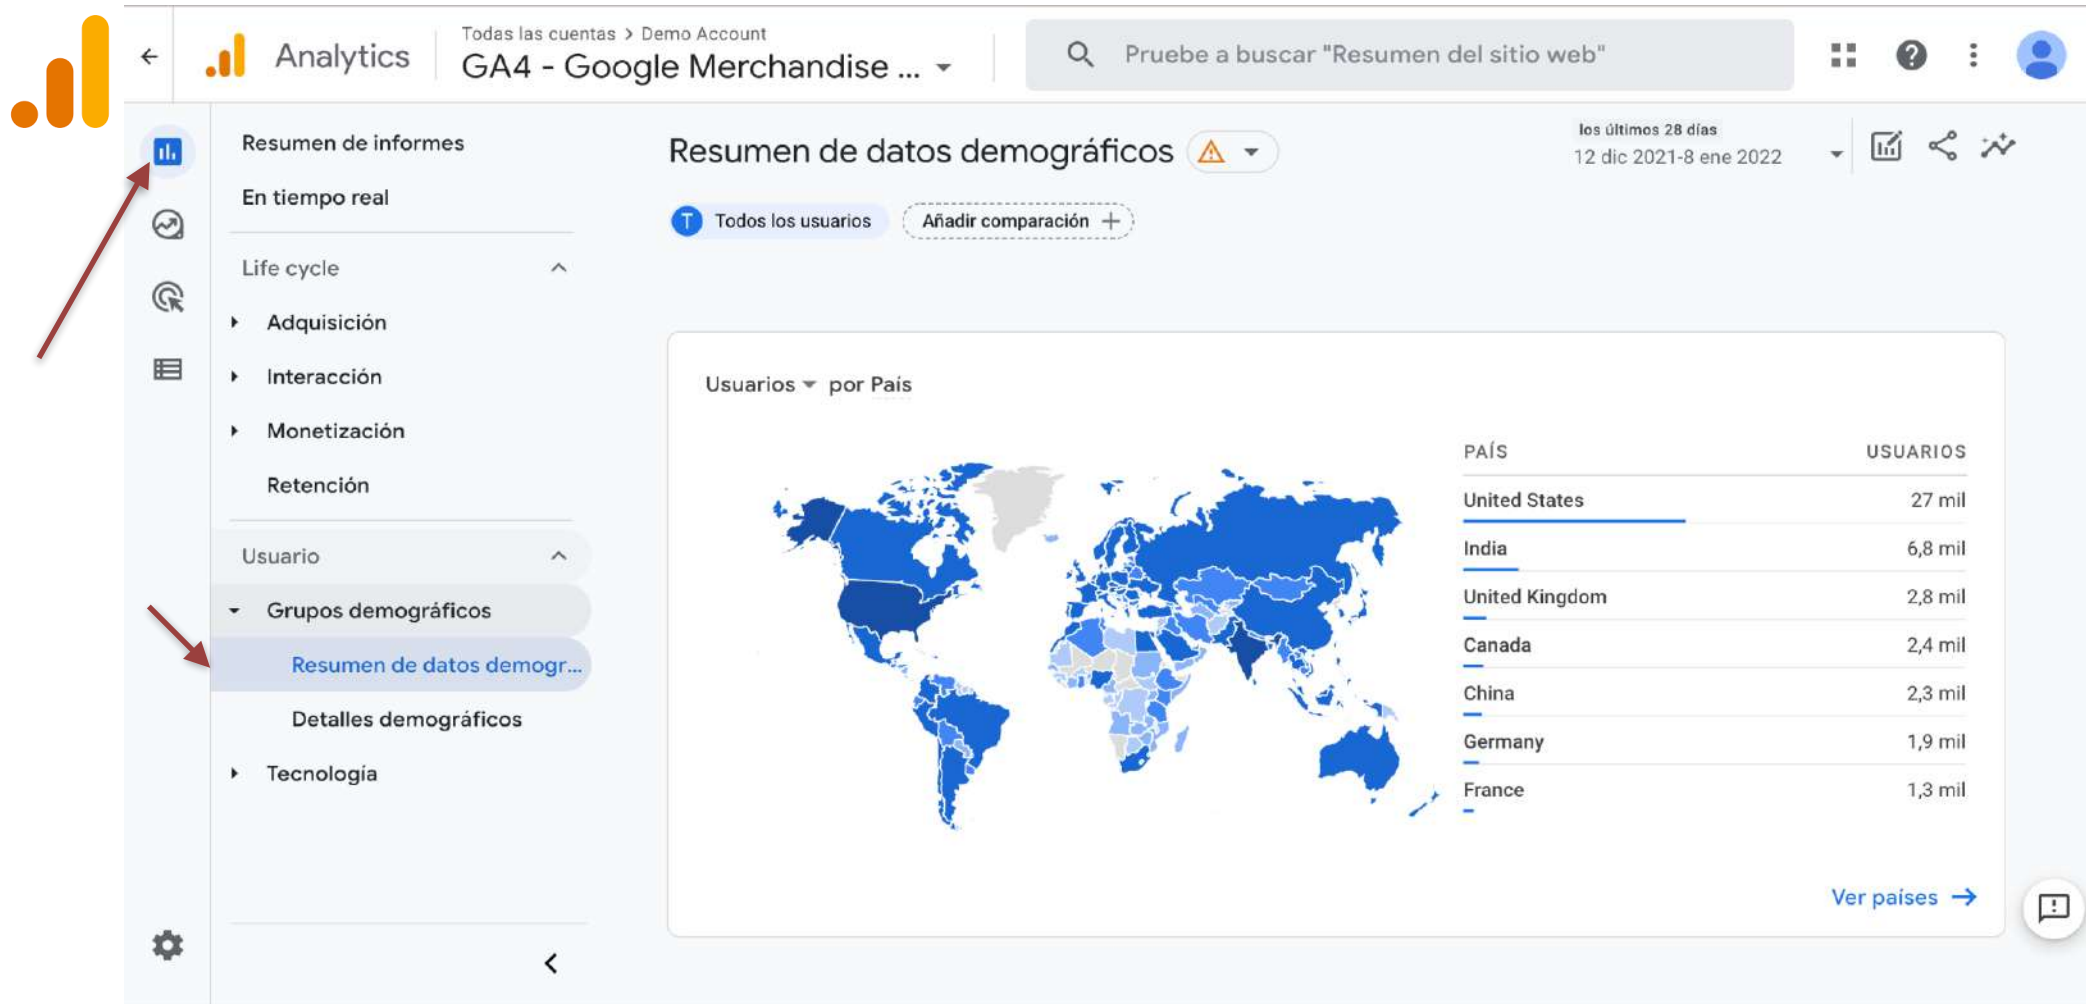 Analytics
Todas las cuentas > Demo Account
GA4 - Google Merchandise ...
Pruebe a buscar "Resumen del sitio web"
Resumen de informes
En tiempo real
Life cycle
Adquisición
Interacción
Monetización
Retención
Usuario
Grupos demográficos
Resumen de datos demogr...
Detalles demográficos
Tecnología
Resumen de datos demográficos
los últimos 28 días
12 dic 2021-8 ene 2022
T Todos los usuarios
Añadir comparación +
Usuarios por País
PAÍS USUARIOS
United States 27 mil
India 6,8 mil
United Kingdom 2,8 mil
Canada 2,4 mil
China 2,3 mil
Germany 1,9 mil
France 1,3 mil
Ver países →